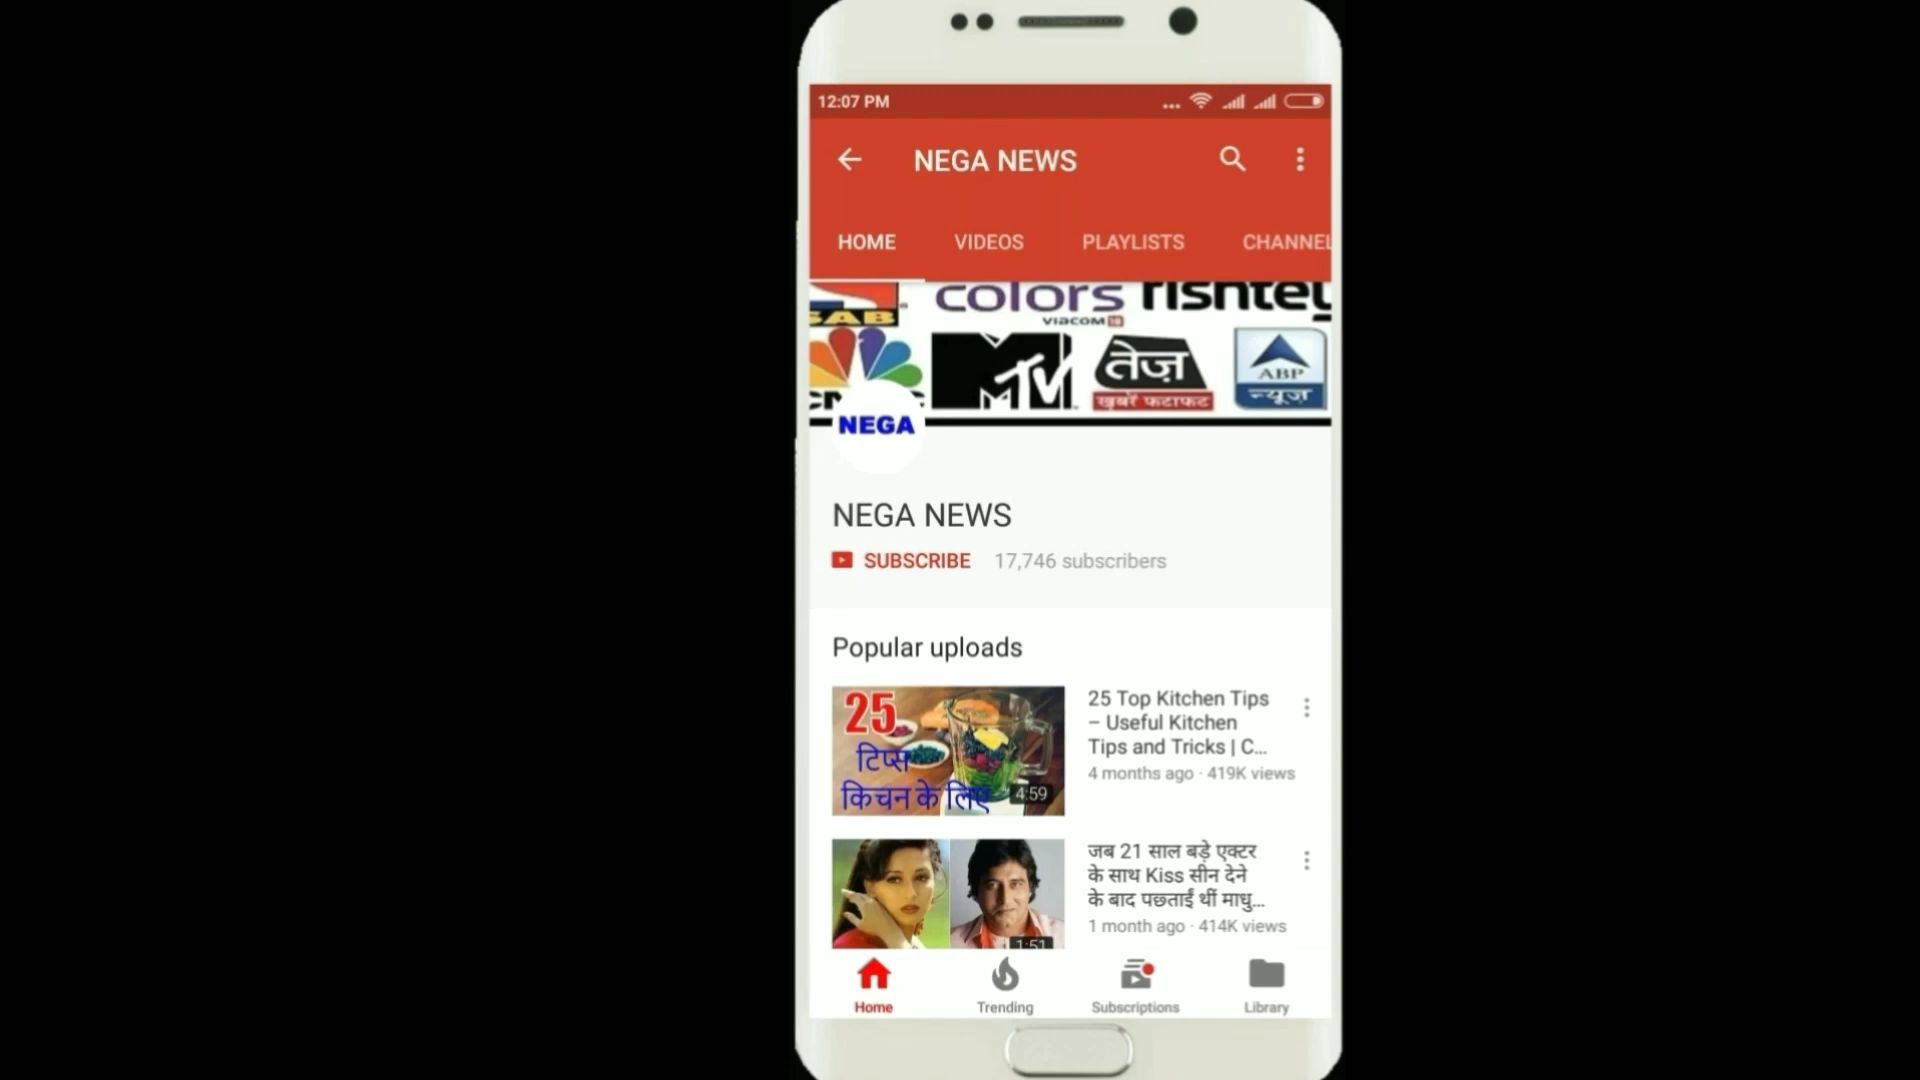 12:07 PM
NEGA NEWS
HOME VIDEOS PLAYLISTS CHANNEL
SAB colors rishtey
VIACOM 18
MTV तेज़ ABP
ख़बरें फटाफट न्यूज़
NEGA
NEGA NEWS
SUBSCRIBE 17,746 subscribers
Popular uploads
25
टिप्स
किचन के लिए
4:59
25 Top Kitchen Tips
– Useful Kitchen
Tips and Tricks | C...
4 months ago · 419K views
जब 21 साल बड़े एक्टर
के साथ Kiss सीन देने
के बाद पछताईं थीं माधु...
1 month ago · 414K views
1:51
Home Trending Subscriptions Library